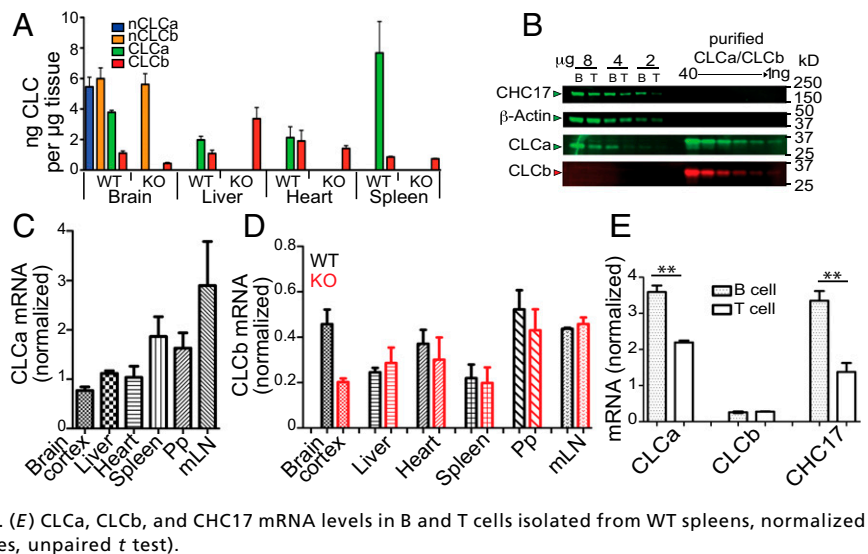 A
10
8
6
4
2
0
ng CLC
per µg tissue
nCLCa
nCLCb
CLCa
CLCb
WT KO WT KO WT KO WT KO
Brain Liver Heart Spleen
B
purified
CLCa/CLCb
µg 8 4 2
B T B T B T
40 1ng
kD
CHC17
250
150
β-Actin
50
37
CLCa
37
25
CLCb
37
25
C
CLCa mRNA
(normalized)
4
3
2
1
0
Brain
cortex
Liver
Heart
Spleen
Pp
mLN
D
CLCb mRNA
(normalized)
0.8
0.6
0.4
0.2
0
WT
KO
Brain
cortex
Liver
Heart
Spleen
Pp
mLN
E
mRNA (normalized)
4
3
2
1
0
**
**
B cell
T cell
CLCa
CLCb
CHC17
. (E) CLCa, CLCb, and CHC17 mRNA levels in B and T cells isolated from WT spleens, normalized
es, unpaired t test).